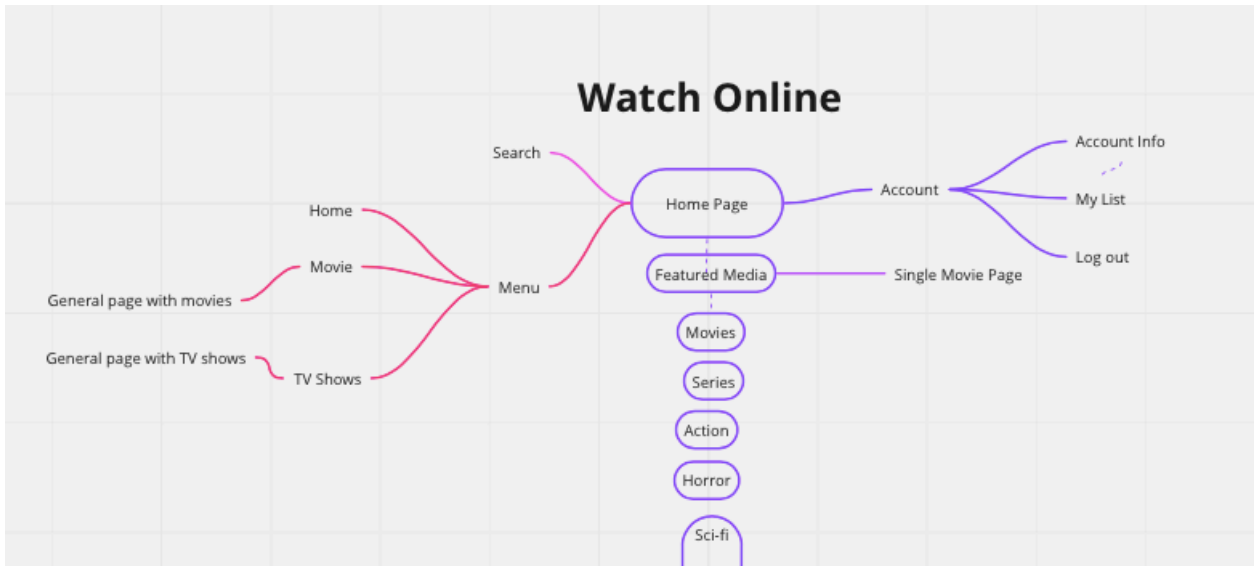 Watch Online
Search
Home Page
Account
Account Info
My List
Log out
Home
Movie
General page with movies
Menu
General page with TV shows
TV Shows
Featured Media
Single Movie Page
Movies
Series
Action
Horror
Sci-fi